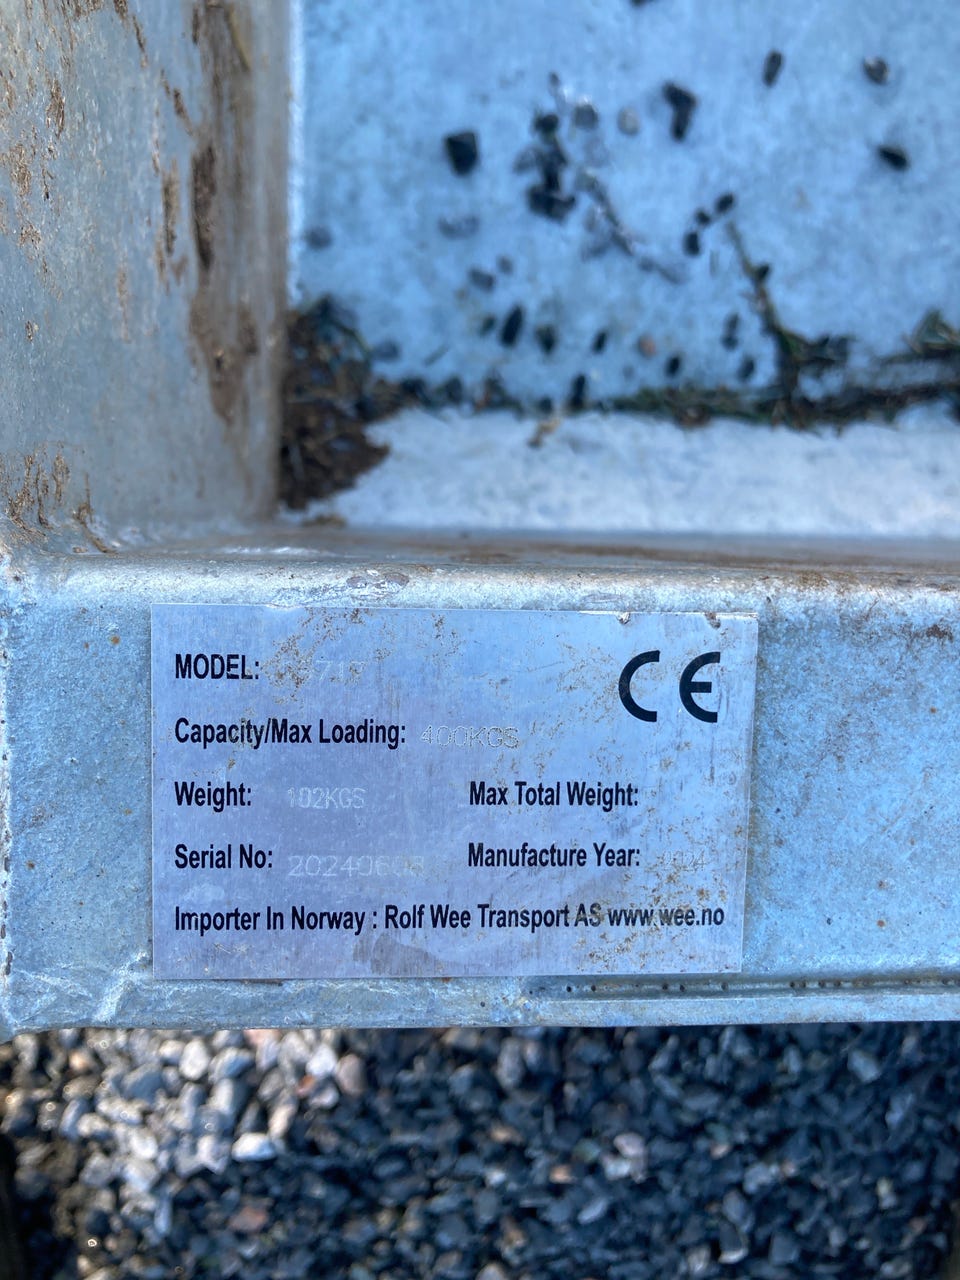 MODEL:
CE
Capacity/Max Loading: 400KGS
Weight: 102KGS Max Total Weight:
Serial No: Manufacture Year: 2024
Importer In Norway : Rolf Wee Transport AS www.wee.no